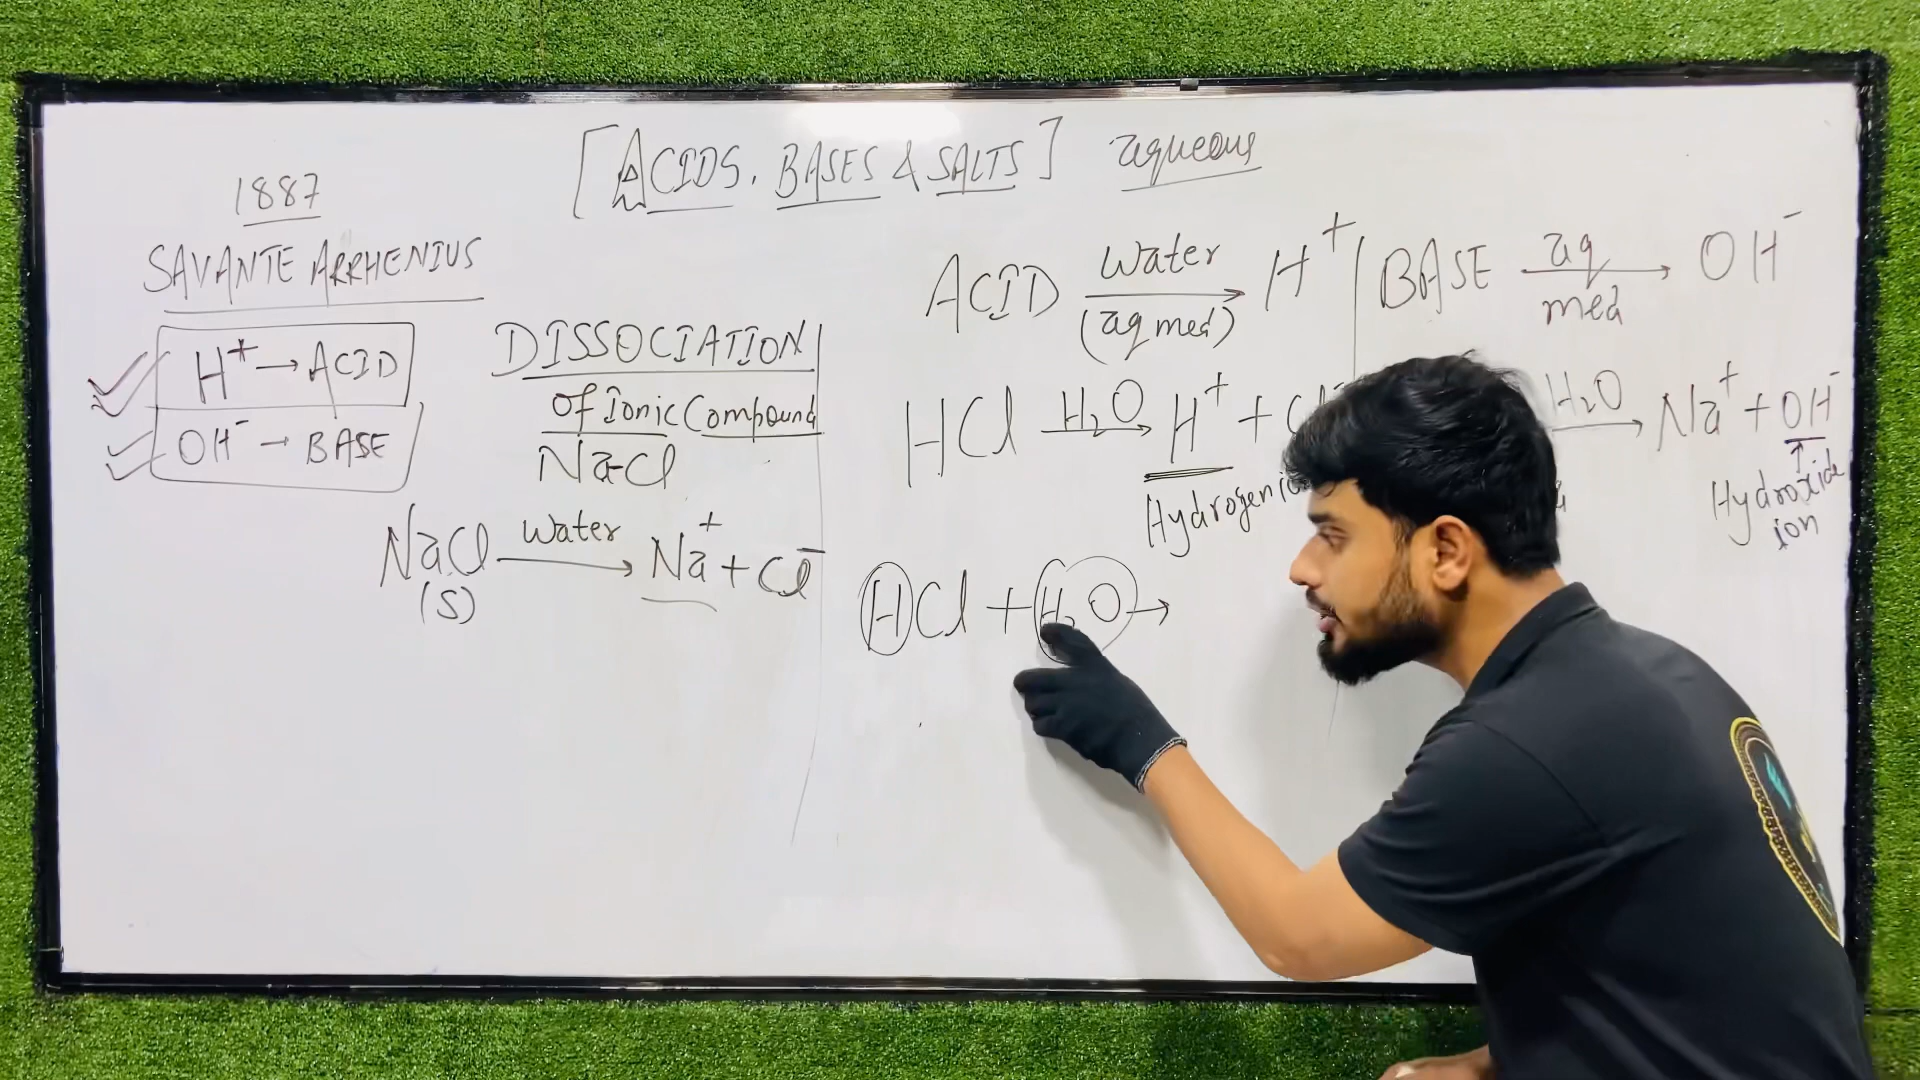 [ACIDS, BASES & SALTS] aqueous
1887
SAVANTE ARRHENIUS
H⁺ → ACID
OH⁻ → BASE
DISSOCIATION
of Ionic Compound
NaCl
NaCl (s) —Water→ Na⁺ + Cl⁻
ACID —Water (aq med)→ H⁺
BASE —aq med→ OH⁻
HCl —H₂O→ H⁺ +
Hydrogen
H₂O→ Na⁺ + OH⁻
Hydroxide
ion
HCl + H₂O →